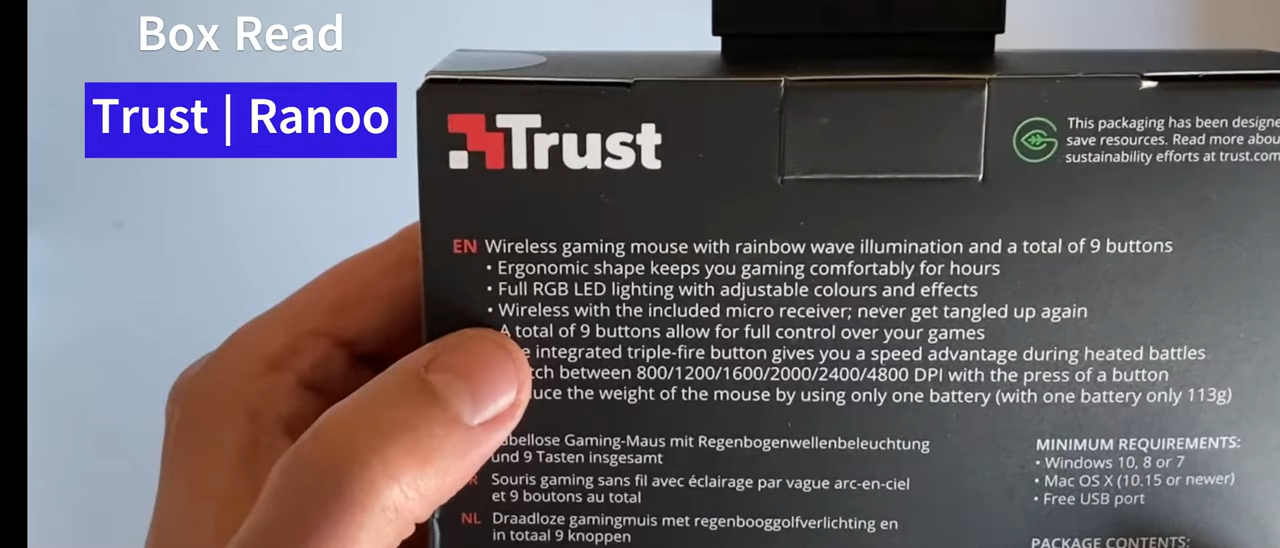 Box Read
Trust | Ranoo
Trust
This packaging has been designe
save resources. Read more abou
sustainability efforts at trust.com
EN Wireless gaming mouse with rainbow wave illumination and a total of 9 buttons
• Ergonomic shape keeps you gaming comfortably for hours
• Full RGB LED lighting with adjustable colours and effects
• Wireless with the included micro receiver; never get tangled up again
A total of 9 buttons allow for full control over your games
integrated triple-fire button gives you a speed advantage during heated battles
between 800/1200/1600/2000/2400/4800 DPI with the press of a button
the weight of the mouse by using only one battery (with one battery only 113g)
Gaming-Maus mit Regenbogenwellenbeleuchtung
und 9 Tasten insgesamt
Souris gaming sans fil avec éclairage par vague arc-en-ciel
et 9 boutons au total
NL Draadloze gamingmuis met regenbooggolfverlichting en
in totaal 9 knoppen
MINIMUM REQUIREMENTS:
• Windows 10, 8 or 7
• Mac OS X (10.15 or newer)
• Free USB port
PACKAGE CONTENTS: